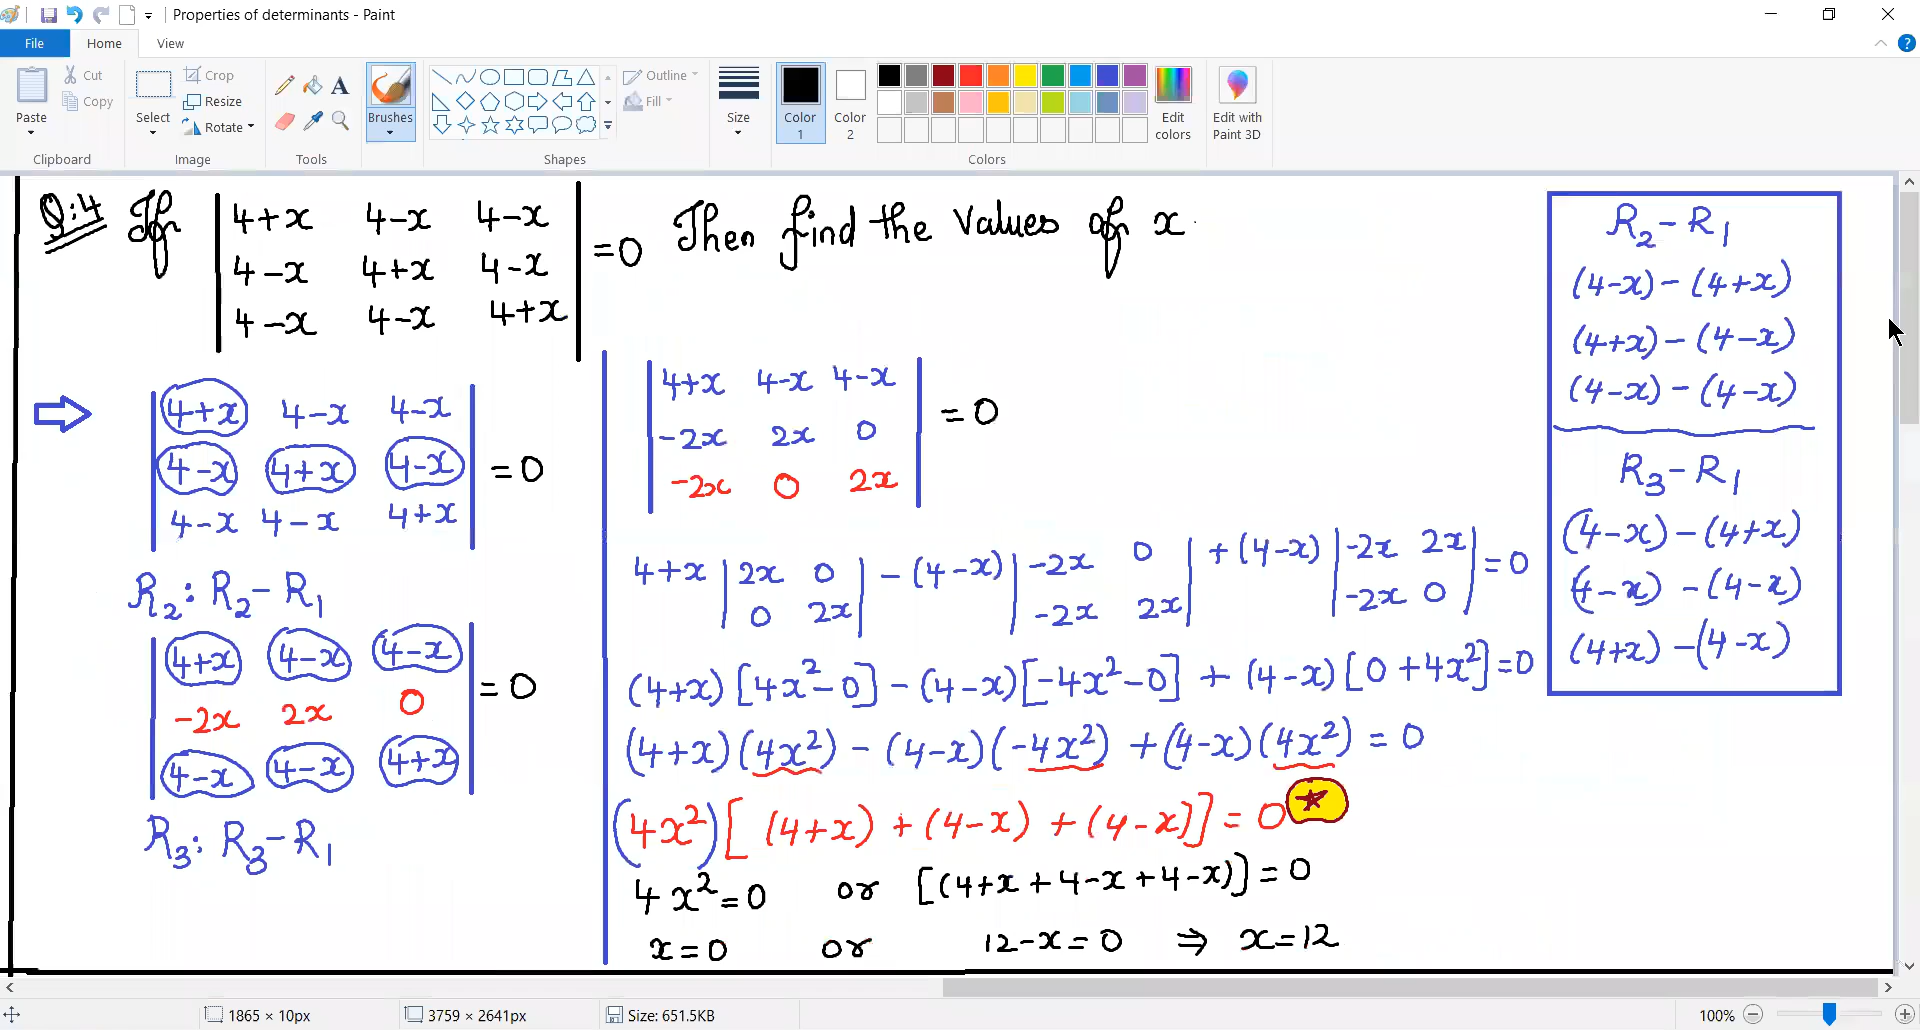 Properties of determinants - Paint
File Home View
Paste Cut Copy Clipboard
Select Crop Resize Rotate Image
Tools
Brushes
Outline Fill Shapes
Size
Color 1 Color 2 Edit colors Edit with Paint 3D Colors
Q:4 If | 4+x 4-x 4-x |
| 4-x 4+x 4-x | =0 Then find the values of x.
| 4-x 4-x 4+x |
⇒ | 4+x 4-x 4-x |
| 4-x 4+x 4-x | =0
| 4-x 4-x 4+x |
R₂: R₂-R₁
| 4+x 4-x 4-x |
| -2x 2x 0 | =0
| 4-x 4-x 4+x |
R₃: R₃-R₁
| 4+x 4-x 4-x |
| -2x 2x 0 | =0
| -2x 0 2x |
4+x | 2x 0 | -(4-x) | -2x 0 | +(4-x) | -2x 2x | =0
| 0 2x | | -2x 2x | | -2x 0 |
(4+x)[4x²-0] -(4-x)[-4x²-0] + (4-x)[0+4x²]=0
(4+x)(4x²) - (4-x)(-4x²) +(4-x)(4x²) = 0
(4x²)[(4+x) +(4-x) + (4-x)] = 0
4x²=0 or [(4+x+4-x+4-x)]=0
x=0 or 12-x=0 ⇒ x=12
R₂-R₁
(4-x)-(4+x)
(4+x)-(4-x)
(4-x)-(4-x)
R₃-R₁
(4-x)-(4+x)
(4-x)-(4-x)
(4+x)-(4-x)
1865 × 10px 3759 × 2641px Size: 651.5KB 100%